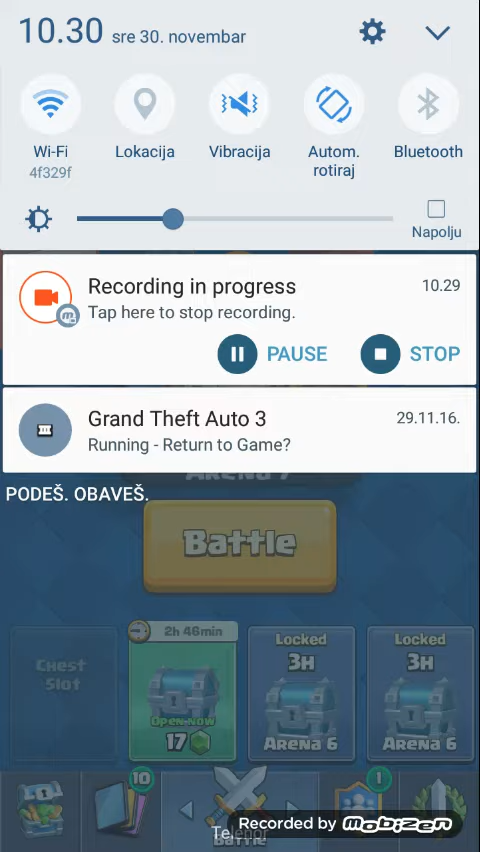 10.30 sre 30. novembar
Wi-Fi
4f329f
Lokacija
Vibracija
Autom.
rotiraj
Bluetooth
Napolju
Recording in progress
10.29
Tap here to stop recording.
PAUSE
STOP
Grand Theft Auto 3
29.11.16.
Running - Return to Game?
PODEŠ. OBAVEŠ.
Battle
Chest
Slot
2h 46min
Open now
17
Locked
3H
Arena 6
Locked
3H
Arena 6
10
1
Battle
Recorded by mobizen